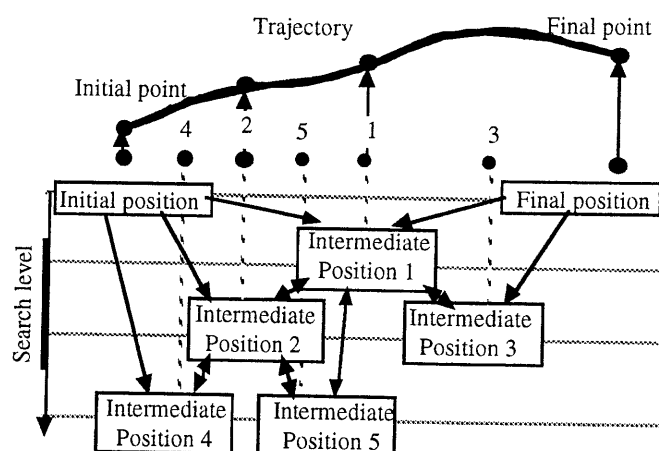 Trajectory
Final point
Initial point
4
2
5
1
3
Initial position
Final position
Intermediate
Position 1
Intermediate
Position 2
Intermediate
Position 3
Intermediate
Position 4
Intermediate
Position 5
Search level